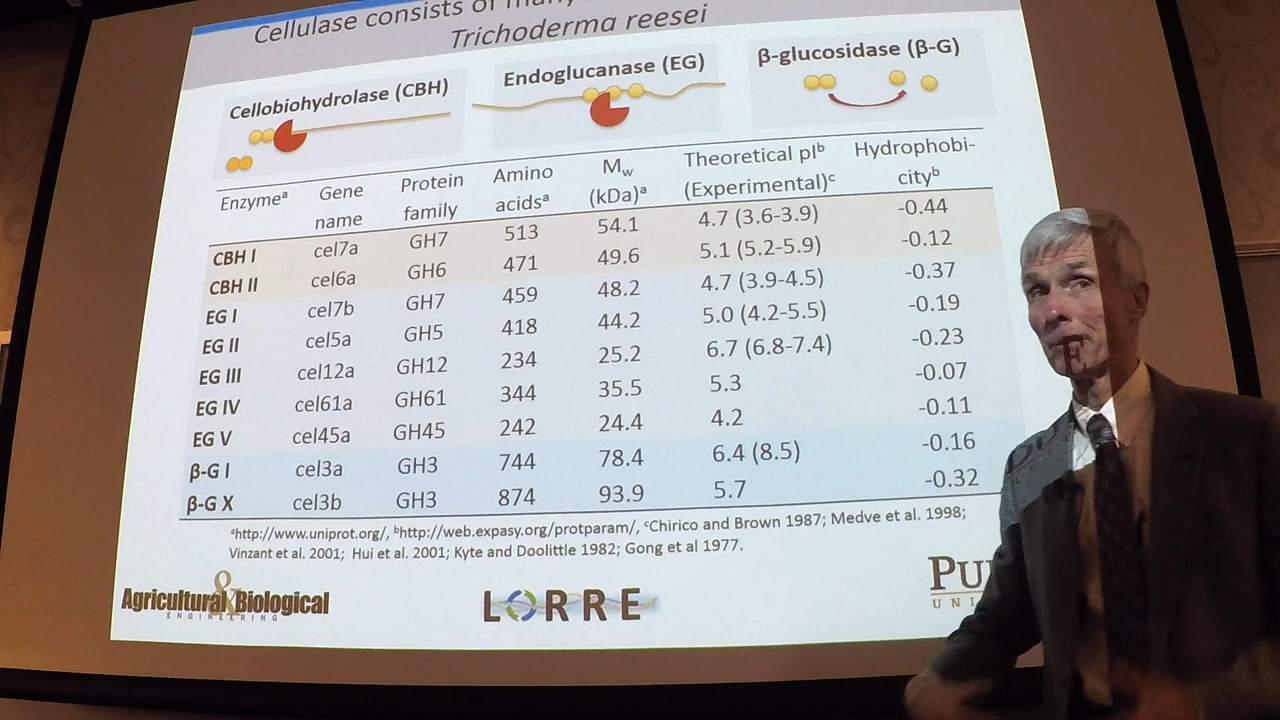 Cellulase consists of many
Trichoderma reesei
Cellobiohydrolase (CBH)
Endoglucanase (EG)
β-glucosidase (β-G)
Enzymeᵃ Gene name Protein family Amino acidsᵃ Mw (kDa)ᵃ Theoretical pIᵇ (Experimental)ᶜ Hydrophobi-cityᵇ
CBH I cel7a GH7 513 54.1 4.7 (3.6-3.9) -0.44
CBH II cel6a GH6 471 49.6 5.1 (5.2-5.9) -0.12
EG I cel7b GH7 459 48.2 4.7 (3.9-4.5) -0.37
EG II cel5a GH5 418 44.2 5.0 (4.2-5.5) -0.19
EG III cel12a GH12 234 25.2 6.7 (6.8-7.4) -0.23
EG IV cel61a GH61 344 35.5 5.3 -0.07
EG V cel45a GH45 242 24.4 4.2 -0.11
β-G I cel3a GH3 744 78.4 6.4 (8.5) -0.16
β-G X cel3b GH3 874 93.9 5.7 -0.32
ᵃhttp://www.uniprot.org/, ᵇhttp://web.expasy.org/protparam/, ᶜChirico and Brown 1987; Medve et al. 1998;
Vinzant et al. 2001; Hui et al. 2001; Kyte and Doolittle 1982; Gong et al 1977.
Agricultural & Biological
ENGINEERING
LORRE
PU
UNI